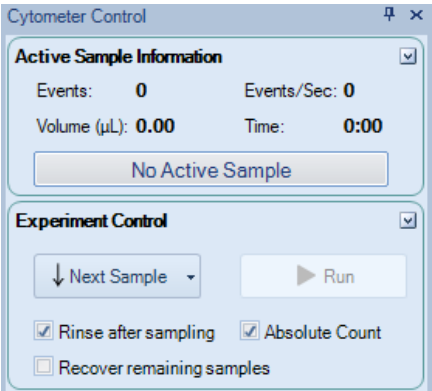 Cytometer Control
Active Sample Information
Events: 0 Events/Sec: 0
Volume (µL): 0.00 Time: 0:00
No Active Sample
Experiment Control
Next Sample Run
Rinse after sampling Absolute Count
Recover remaining samples